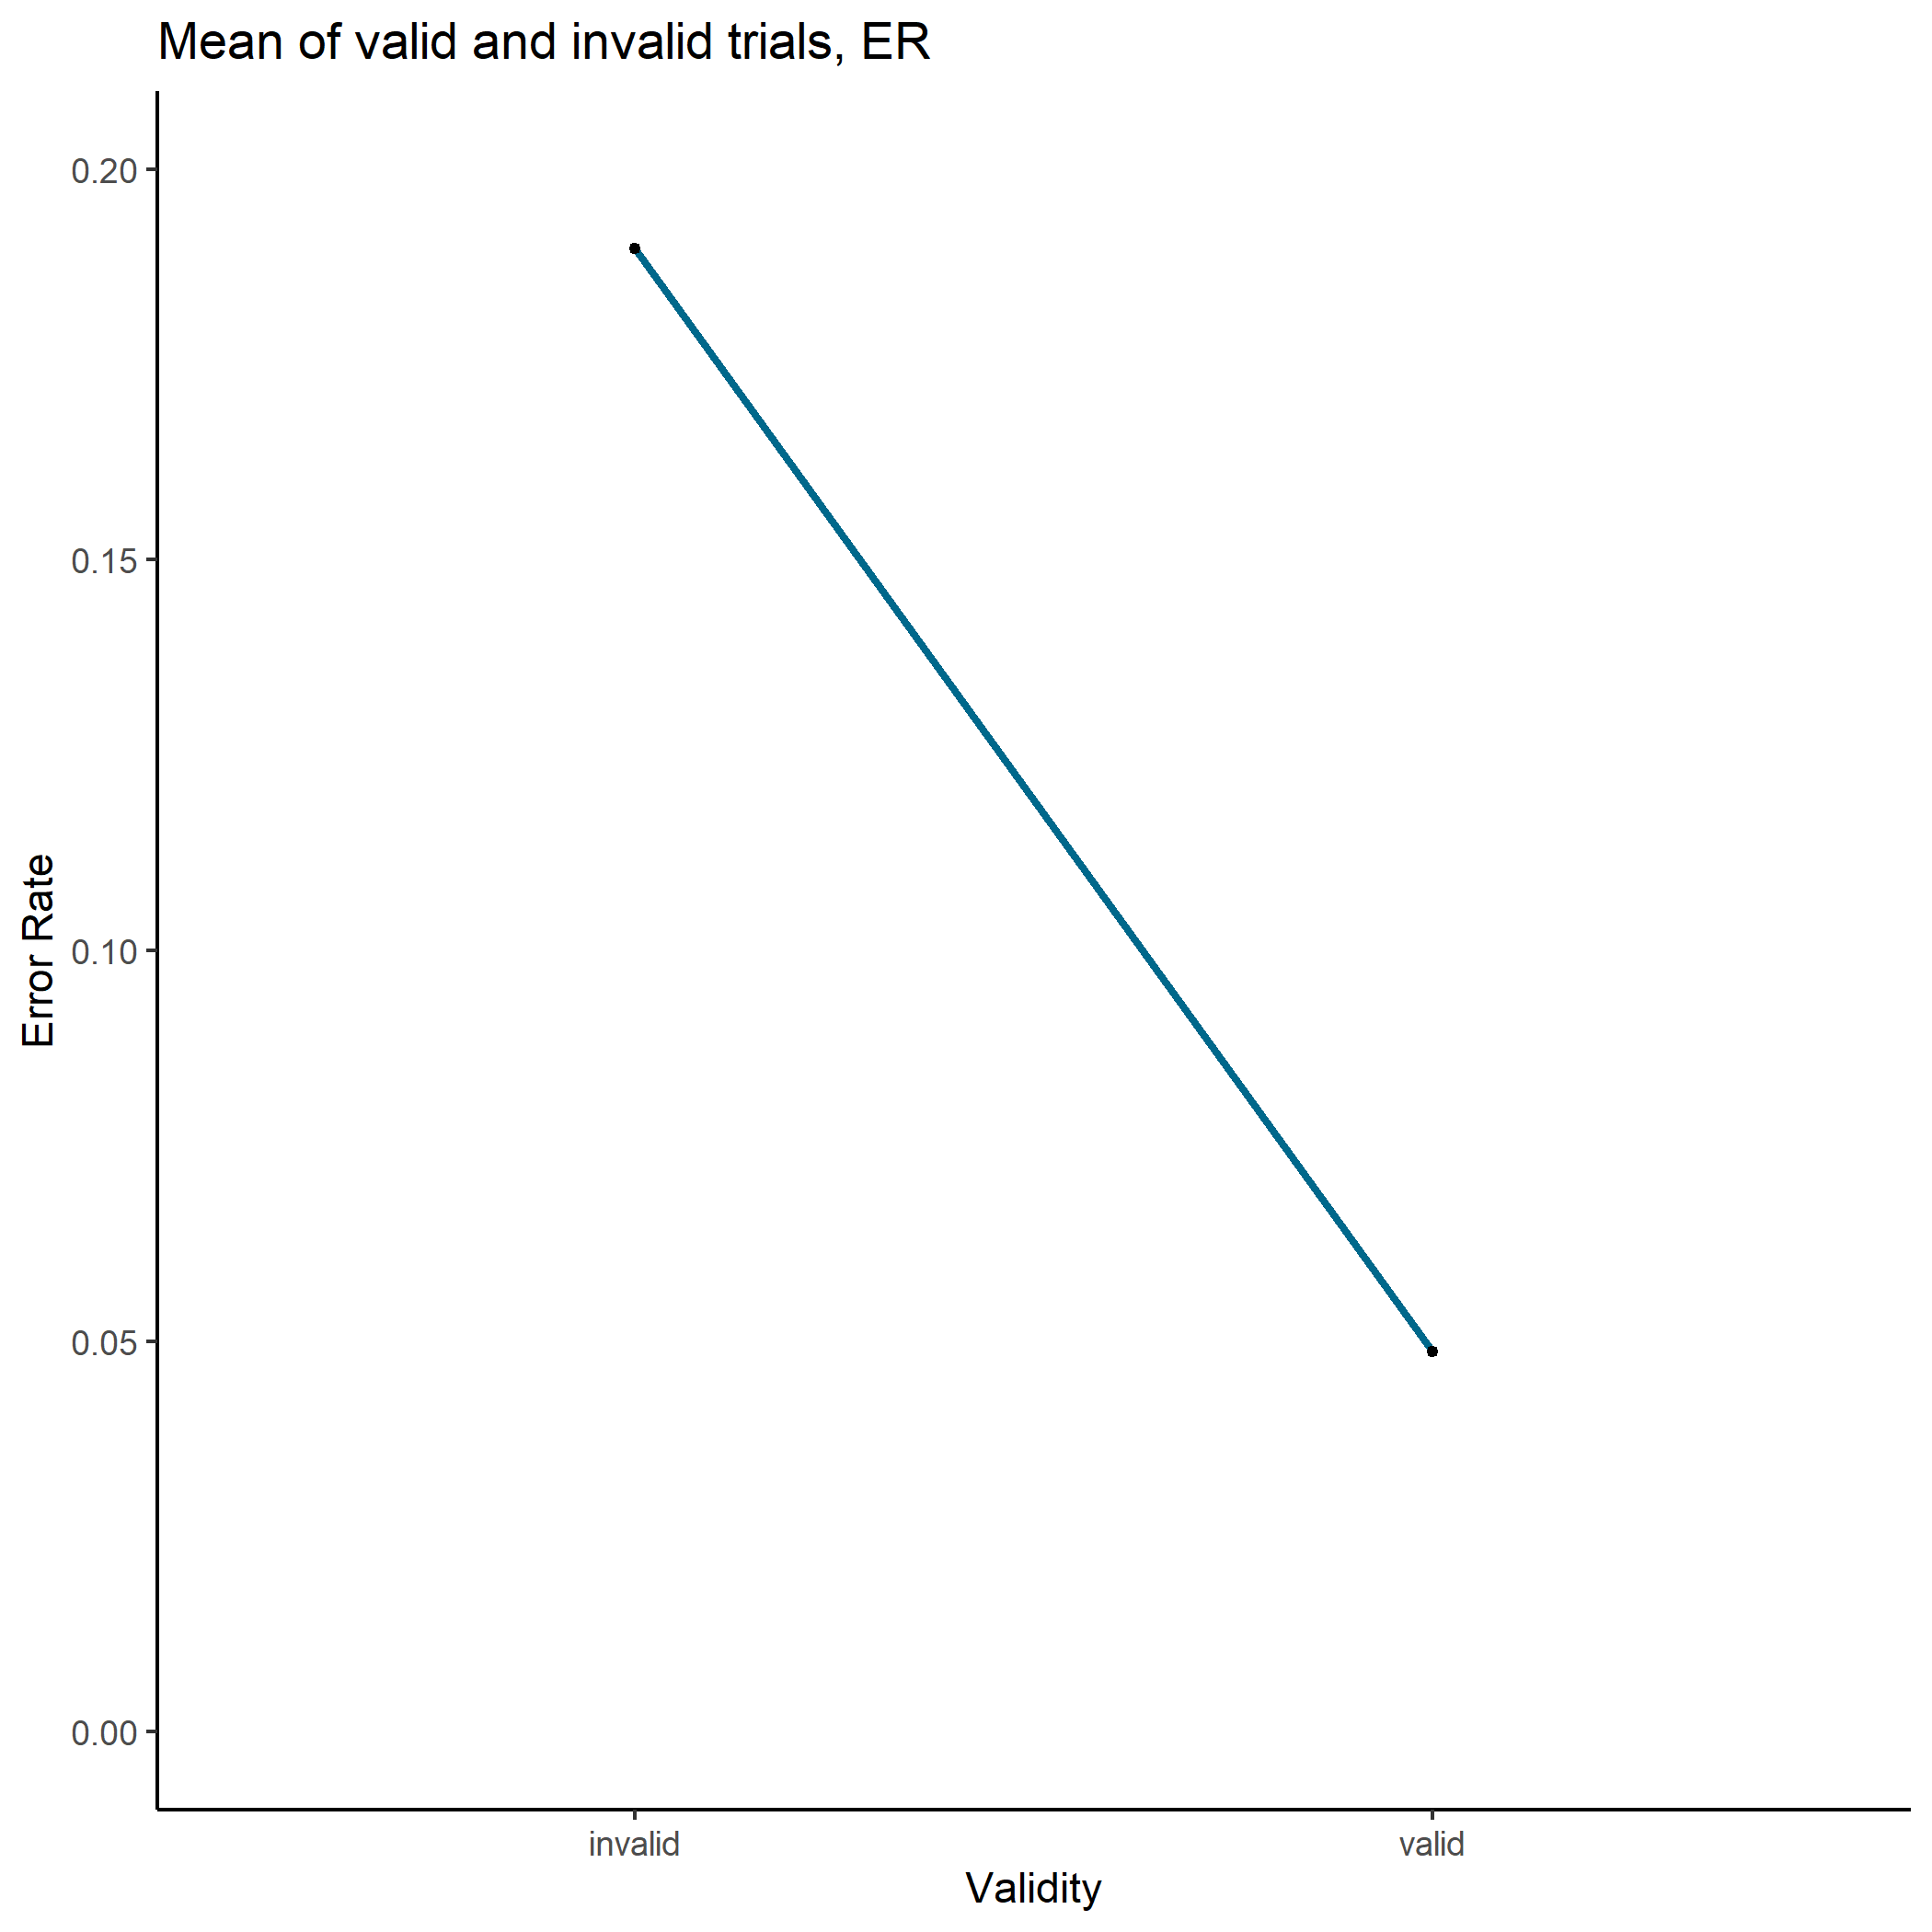 Mean of valid and invalid trials, ER
0.20
0.15
0.10
0.05
0.00
Error Rate
invalid
valid
Validity